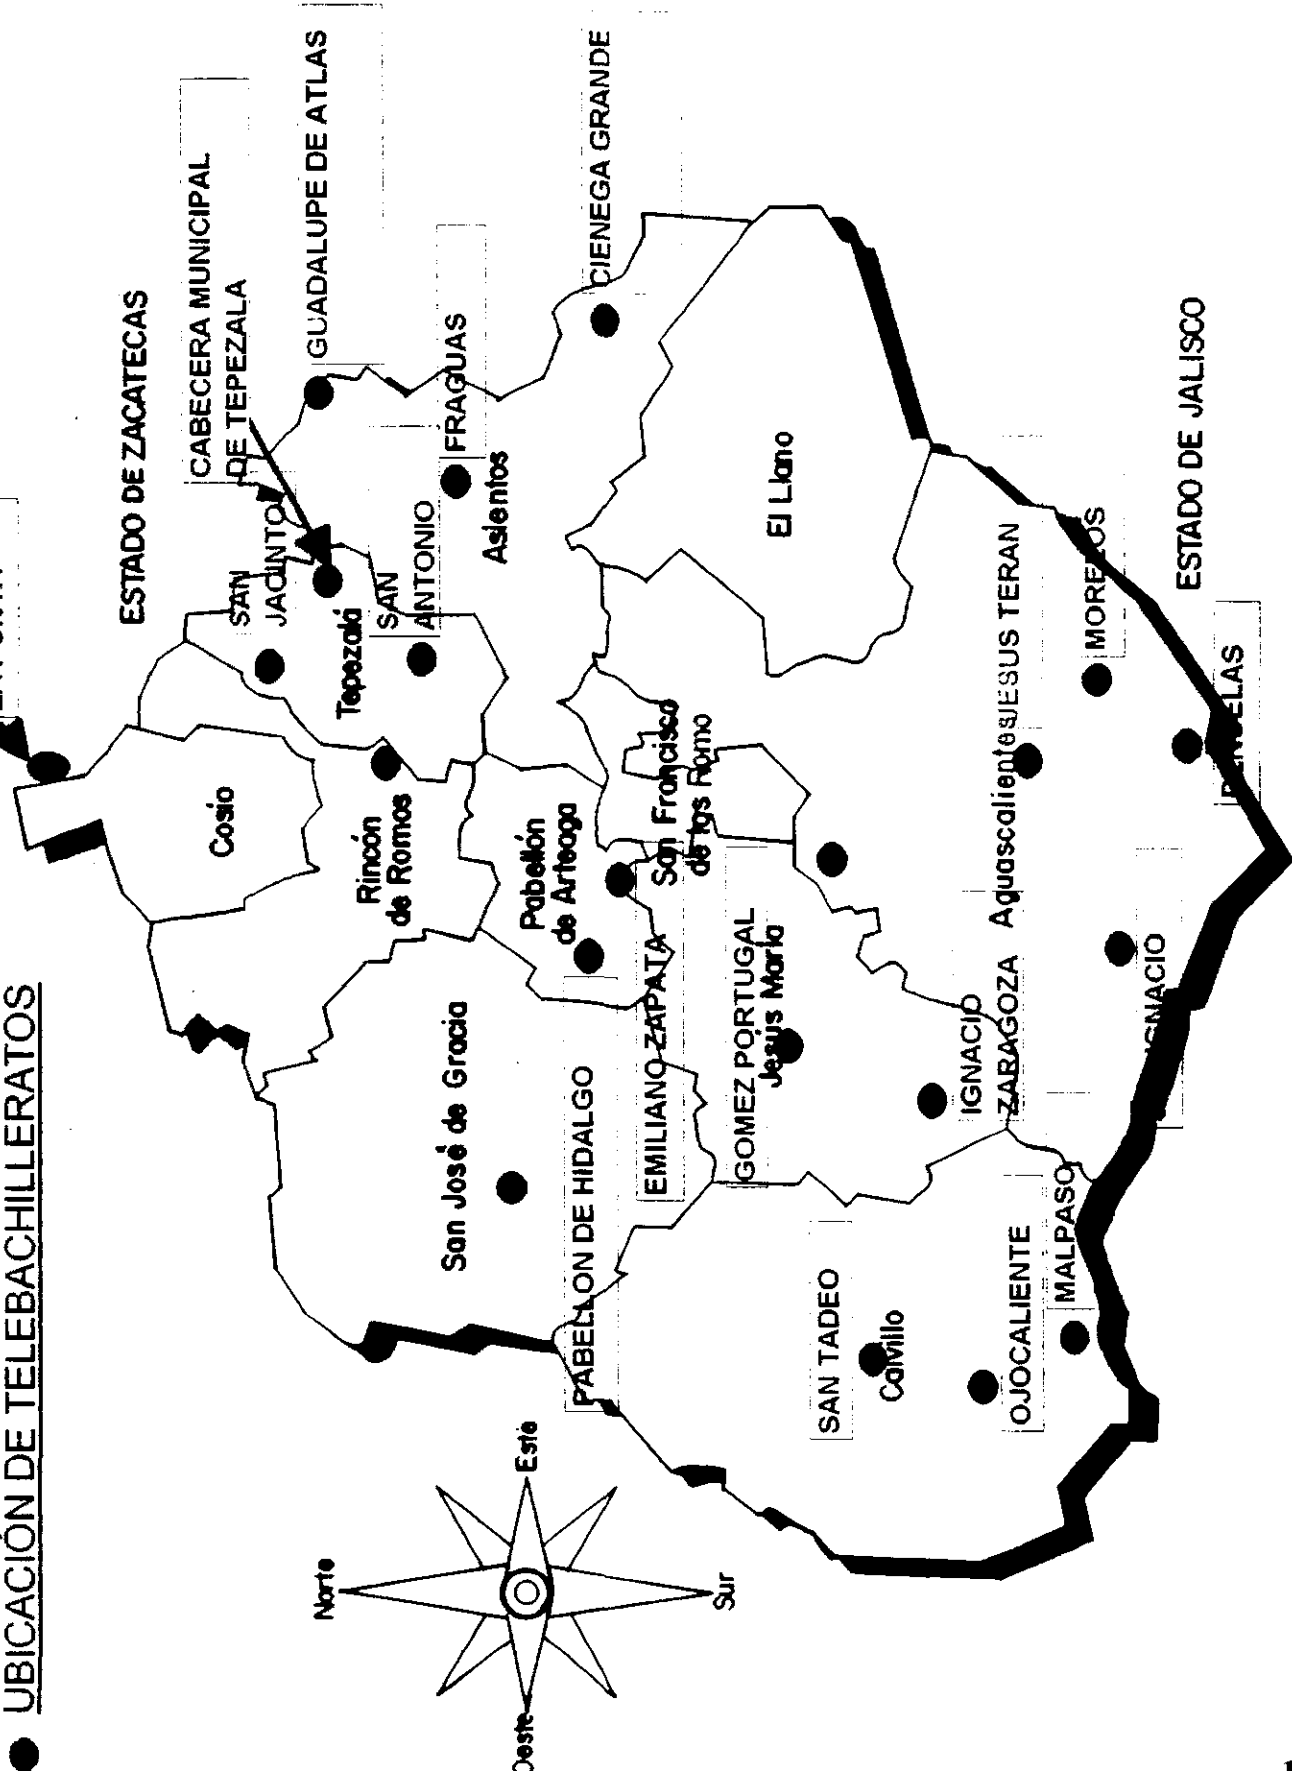 UBICACIÓN DE TELEBACHILLERATOS
ESTADO DE ZACATECAS
CABECERA MUNICIPAL
DE TEPEZALA
GUADALUPE DE ATLAS
SAN
JACINTO
Cosío
Tepezalá
SAN
ANTONIO
FRAGUAS
Asientos
CIENEGA GRANDE
Rincón
de Romos
Norte
Este
Oeste
Sur
San José de Gracia
Pabellón
de Arteaga
PABELLON DE HIDALGO
EMILIANO ZAPATA
San Francisco
de los Romo
GOMEZ PORTUGAL
Jesús María
El Llano
SAN TADEO
Calvillo
IGNACIO
ZARAGOZA
Aguascalientes
JESUS TERAN
OJOCALIENTE
MALPASO
MORELOS
IGNACIO
ESTADO DE JALISCO